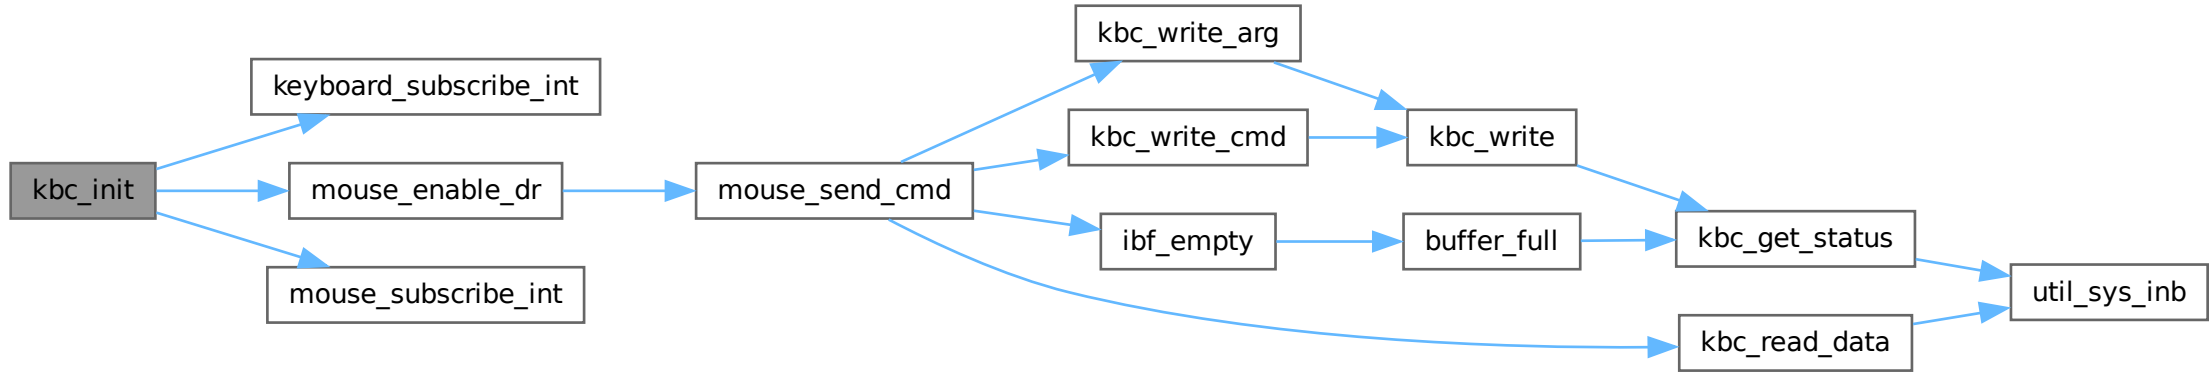 kbc_init
keyboard_subscribe_int
mouse_enable_dr
mouse_subscribe_int
mouse_send_cmd
kbc_write_arg
kbc_write_cmd
ibf_empty
kbc_write
buffer_full
kbc_get_status
kbc_read_data
util_sys_inb